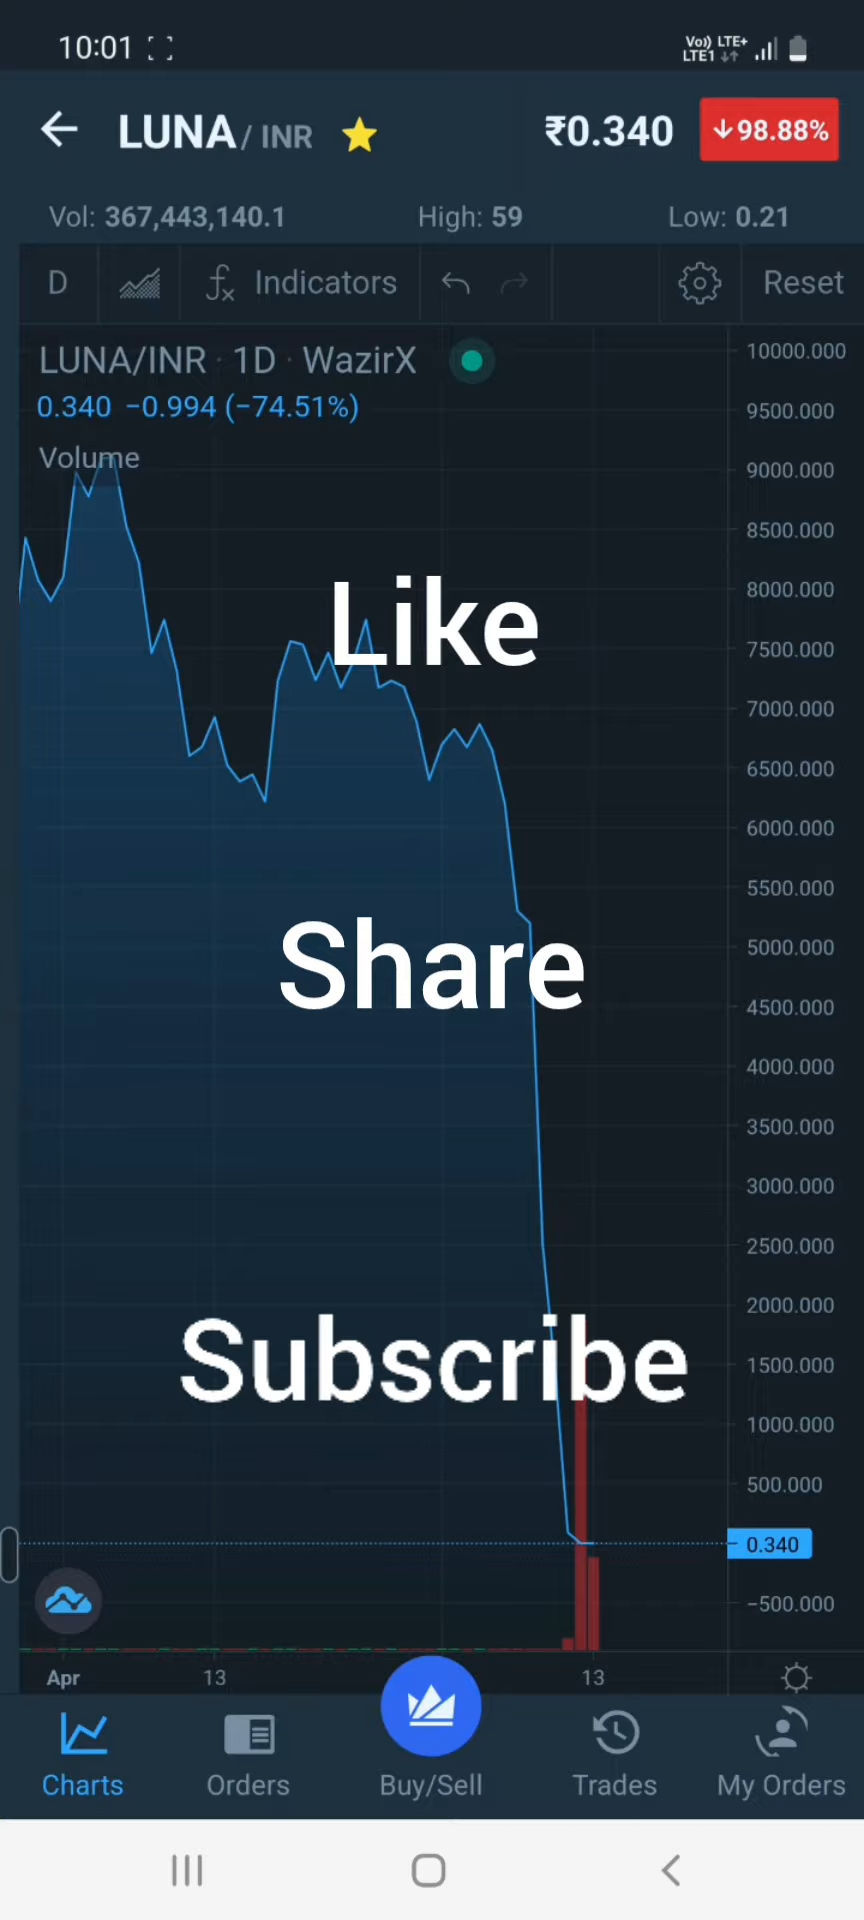 10:01 Vo)) LTE+ LTE1
LUNA / INR ₹0.340 ↓98.88%
Vol: 367,443,140.1 High: 59 Low: 0.21
D fx Indicators Reset
LUNA/INR · 1D · WazirX
0.340 −0.994 (−74.51%)
Volume
10000.000
9500.000
9000.000
8500.000
8000.000
Like
7500.000
7000.000
6500.000
6000.000
5500.000
Share
5000.000
4500.000
4000.000
3500.000
3000.000
2500.000
2000.000
Subscribe
1500.000
1000.000
500.000
0.340
−500.000
Apr 13 13
Charts Orders Buy/Sell Trades My Orders